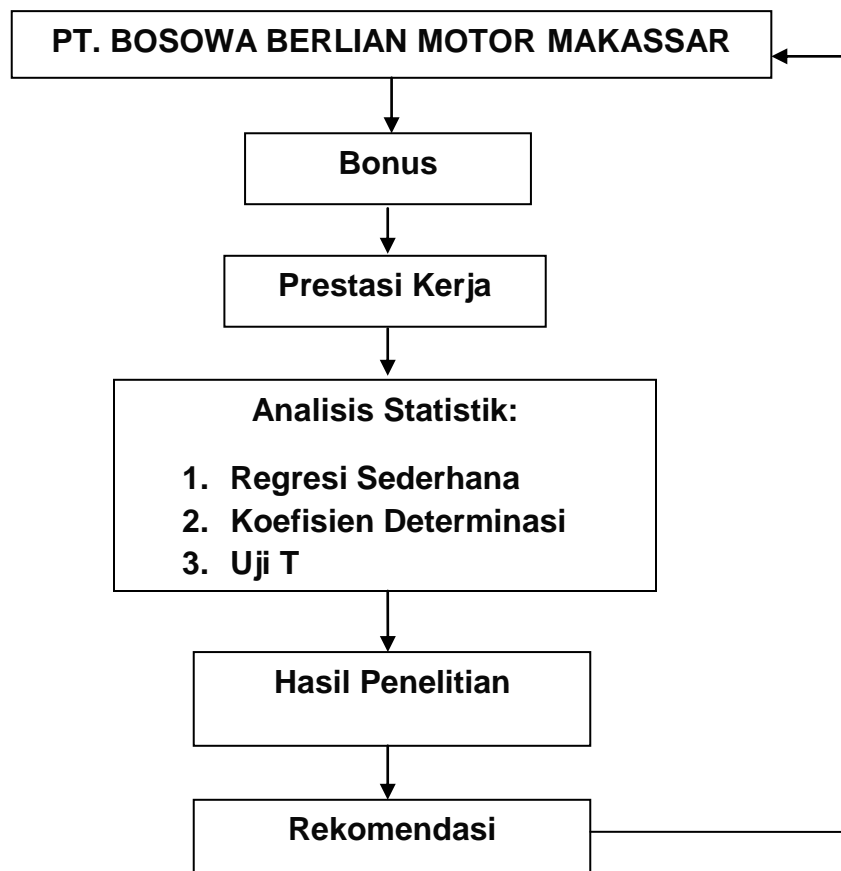 PT. BOSOWA BERLIAN MOTOR MAKASSAR
Bonus
Prestasi Kerja
Analisis Statistik:
1. Regresi Sederhana
2. Koefisien Determinasi
3. Uji T
Hasil Penelitian
Rekomendasi